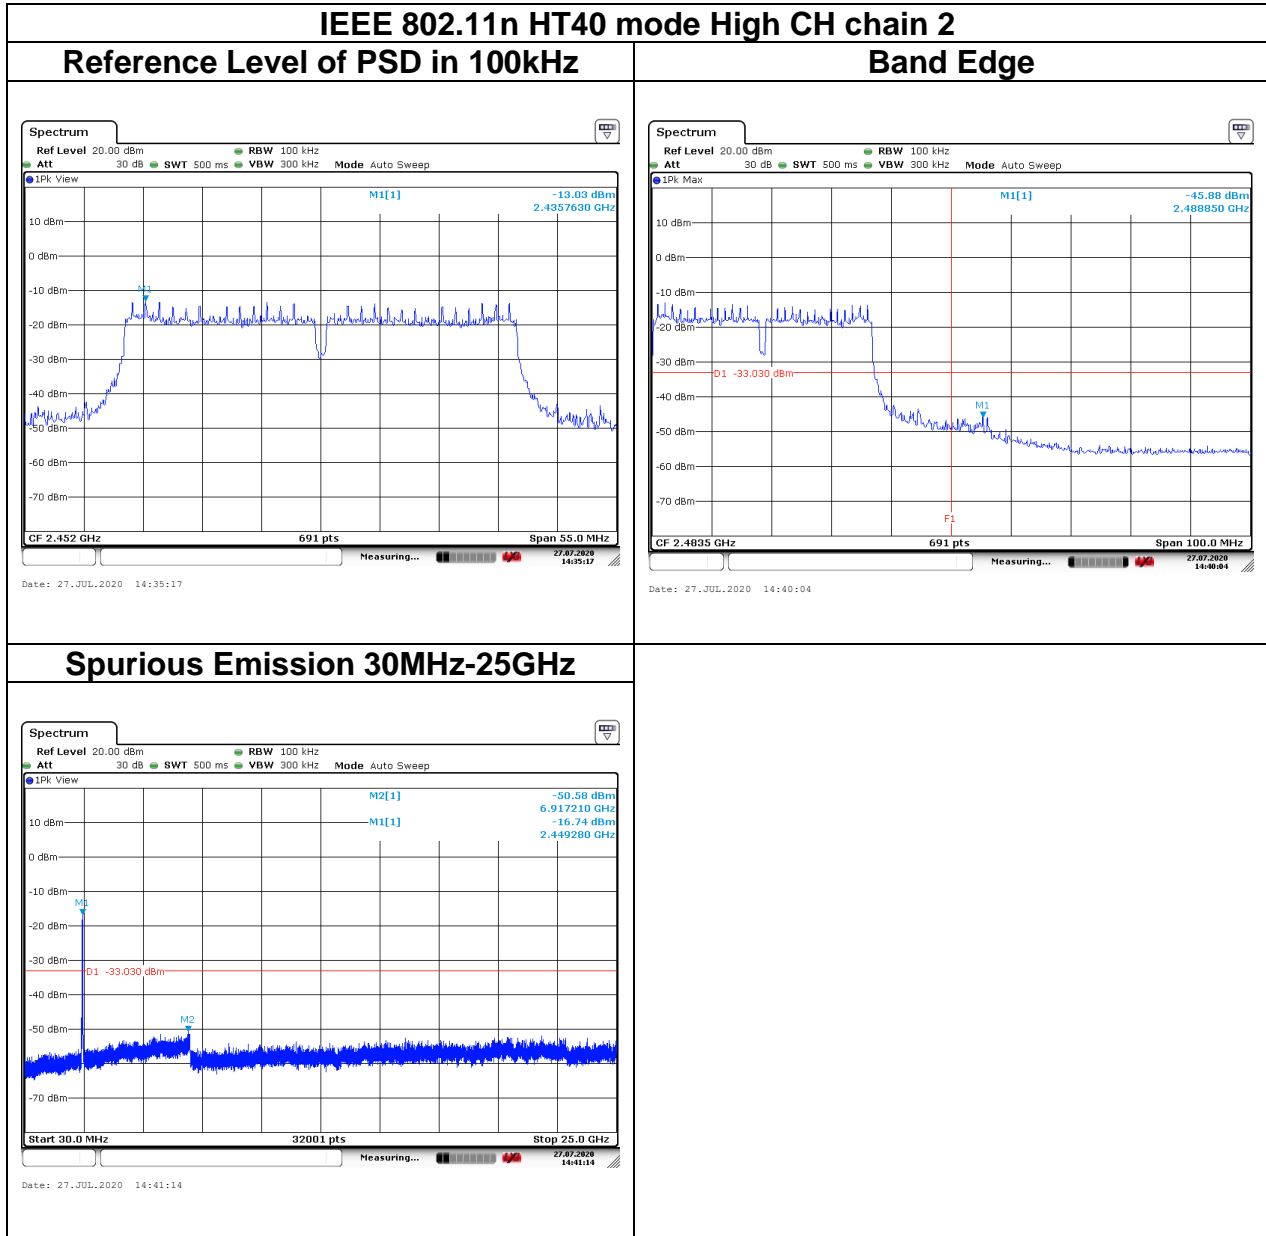 IEEE 802.11n HT40 mode High CH chain 2
Reference Level of PSD in 100kHz
Spectrum
Ref Level 20.00 dBm RBW 100 kHz
Att 30 dB SWT 500 ms VBW 300 kHz Mode Auto Sweep
1Pk View
M1[1] -13.03 dBm
2.4357630 GHz
10 dBm
0 dBm
M1
-10 dBm
-20 dBm
-30 dBm
-40 dBm
-50 dBm
-60 dBm
-70 dBm
CF 2.452 GHz 691 pts Span 55.0 MHz
Measuring... 27.07.2020
14:35:17
Date: 27.JUL.2020 14:35:17
Band Edge
Spectrum
Ref Level 20.00 dBm RBW 100 kHz
Att 30 dB SWT 500 ms VBW 300 kHz Mode Auto Sweep
1Pk Max
M1[1] -45.88 dBm
2.488850 GHz
10 dBm
0 dBm
-10 dBm
-20 dBm
-30 dBm
D1 -33.030 dBm
-40 dBm
M1
-50 dBm
-60 dBm
-70 dBm
F1
CF 2.4835 GHz 691 pts Span 100.0 MHz
Measuring... 27.07.2020
14:40:04
Date: 27.JUL.2020 14:40:04
Spurious Emission 30MHz-25GHz
Spectrum
Ref Level 20.00 dBm RBW 100 kHz
Att 30 dB SWT 500 ms VBW 300 kHz Mode Auto Sweep
1Pk View
M2[1] -50.58 dBm
6.917210 GHz
10 dBm M1[1] -16.74 dBm
2.449280 GHz
0 dBm
-10 dBm
M1
-20 dBm
-30 dBm
D1 -33.030 dBm
-40 dBm
M2
-50 dBm
-70 dBm
Start 30.0 MHz 32001 pts Stop 25.0 GHz
Measuring... 27.07.2020
14:41:14
Date: 27.JUL.2020 14:41:14